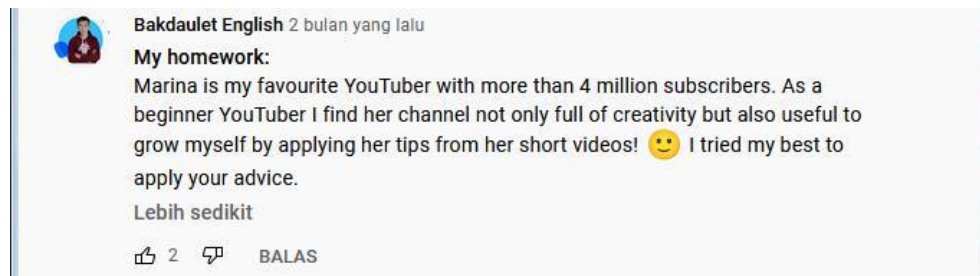 Bakdaulet English 2 bulan yang lalu
My homework:
Marina is my favourite YouTuber with more than 4 million subscribers. As a
beginner YouTuber I find her channel not only full of creativity but also useful to
grow myself by applying her tips from her short videos! 🙂 I tried my best to
apply your advice.
Lebih sedikit
2 BALAS